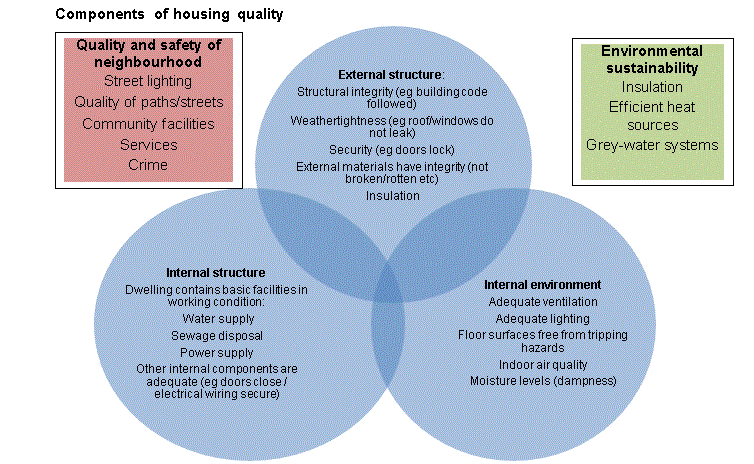 Components of housing quality
Quality and safety of
neighbourhood
Street lighting
Quality of paths/streets
Community facilities
Services
Crime
External structure:
Structural integrity (eg building code
followed)
Weathertightness (eg roof/windows do
not leak)
Security (eg doors lock)
External materials have integrity (not
broken/rotten etc)
Insulation
Environmental
sustainability
Insulation
Efficient heat
sources
Grey-water systems
Internal structure
Dwelling contains basic facilities in
working condition:
Water supply
Sewage disposal
Power supply
Other internal components are
adequate (eg doors close /
electrical wiring secure)
Internal environment
Adequate ventilation
Adequate lighting
Floor surfaces free from tripping
hazards
Indoor air quality
Moisture levels (dampness)